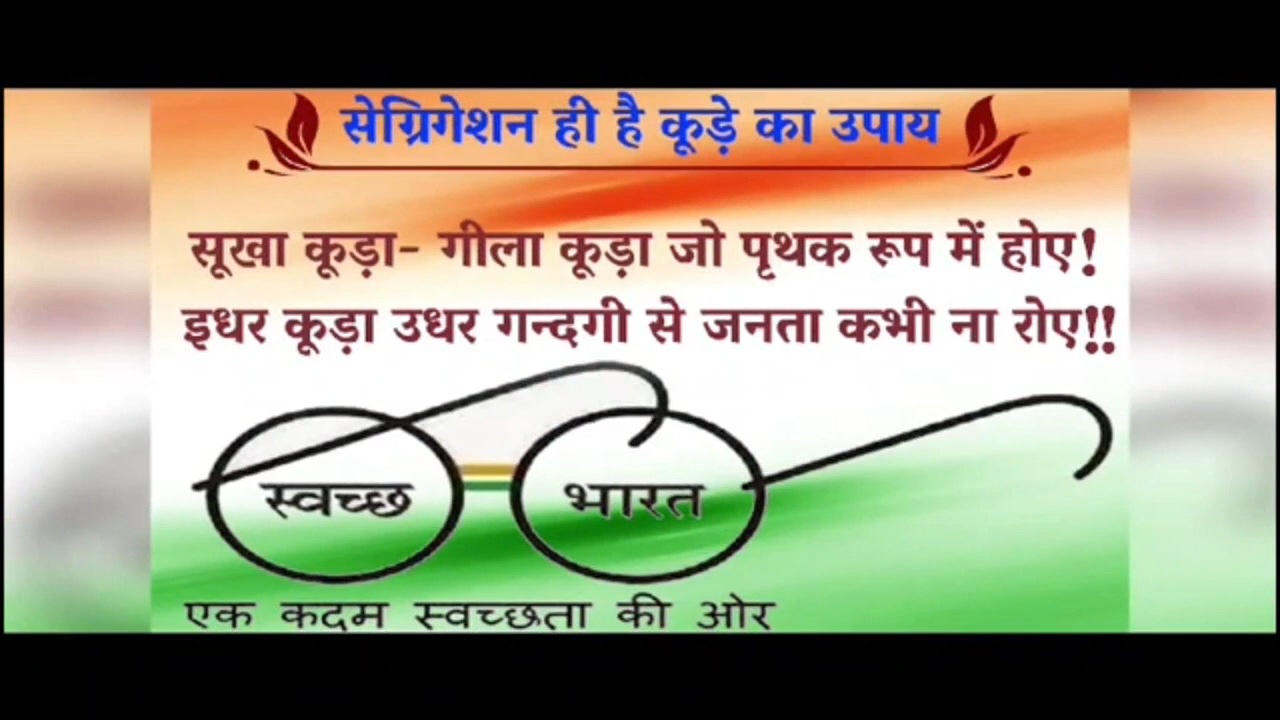 सेग्रिगेशन ही है कूड़े का उपाय
सूखा कूड़ा- गीला कूड़ा जो पृथक रूप में होए!
इधर कूड़ा उधर गन्दगी से जनता कभी ना रोए!!
स्वच्छ भारत
एक कदम स्वच्छता की ओर